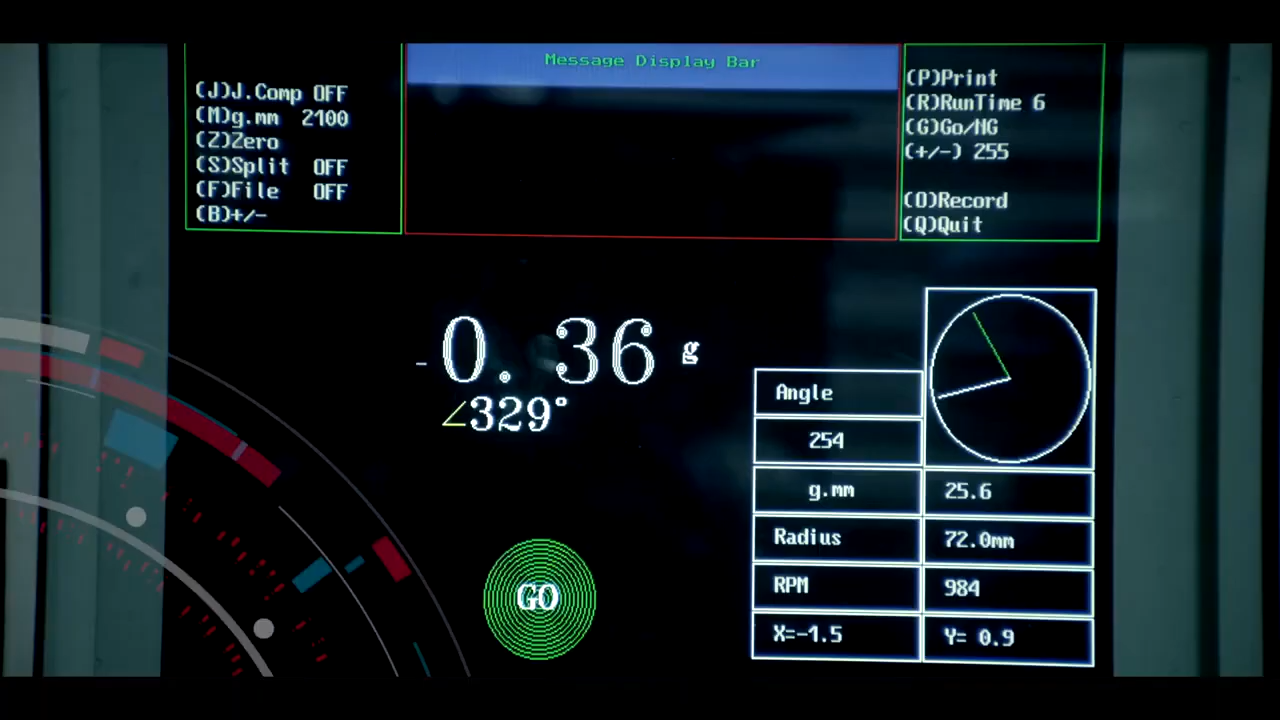 Message Display Bar
(J)J.Comp OFF
(M)g.mm 2100
(Z)Zero
(S)Split OFF
(F)File OFF
(B)+/-
(P)Print
(R)RunTime 6
(G)Go/NG
(+/-) 255
(O)Record
(Q)Quit
-0.36 g
∠329°
GO
Angle
254
g.mm 25.6
Radius 72.0mm
RPM 984
X=-1.5 Y= 0.9